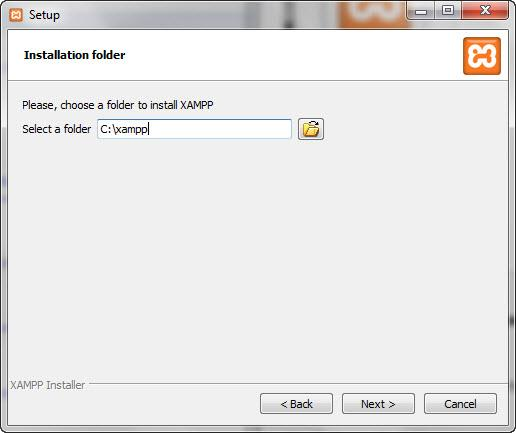 Setup
Installation folder
Please, choose a folder to install XAMPP
Select a folder C:\xampp
XAMPP Installer
< Back Next > Cancel